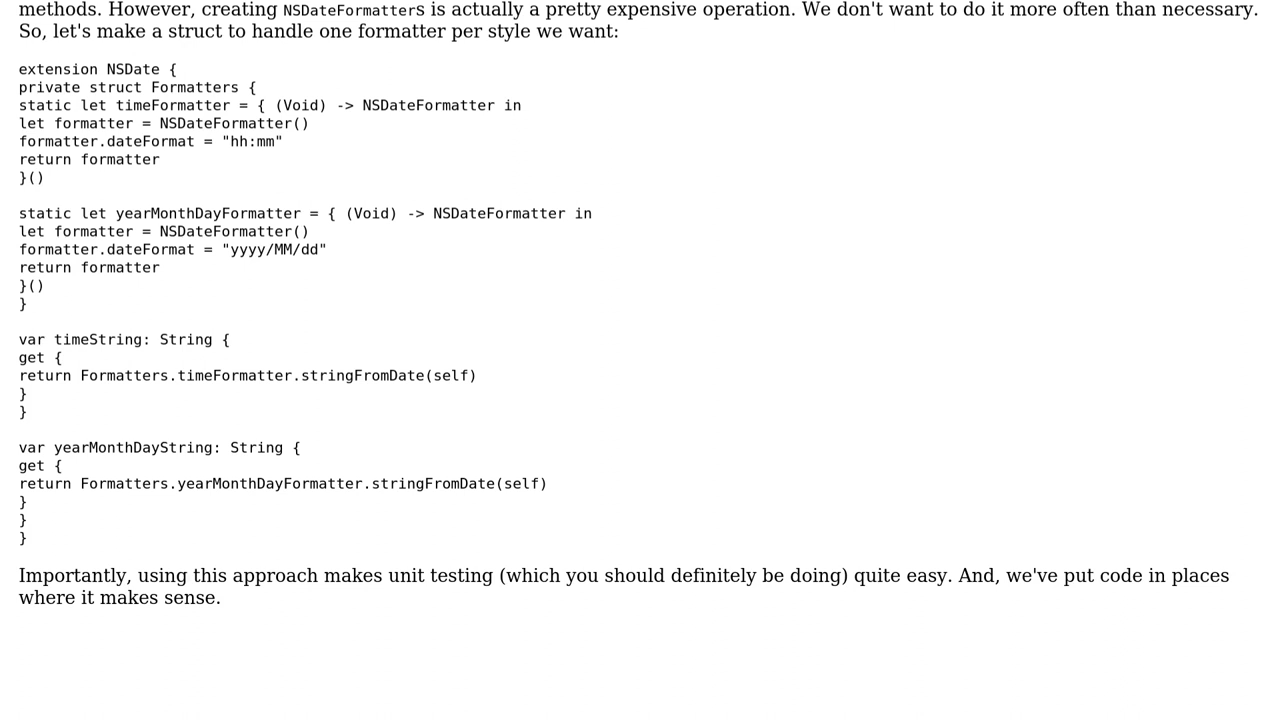 methods. However, creating NSDateFormatters is actually a pretty expensive operation. We don't want to do it more often than necessary.
So, let's make a struct to handle one formatter per style we want:
extension NSDate {
private struct Formatters {
static let timeFormatter = { (Void) -> NSDateFormatter in
let formatter = NSDateFormatter()
formatter.dateFormat = "hh:mm"
return formatter
}()
static let yearMonthDayFormatter = { (Void) -> NSDateFormatter in
let formatter = NSDateFormatter()
formatter.dateFormat = "yyyy/MM/dd"
return formatter
}()
}
var timeString: String {
get {
return Formatters.timeFormatter.stringFromDate(self)
}
}
var yearMonthDayString: String {
get {
return Formatters.yearMonthDayFormatter.stringFromDate(self)
}
}
}
Importantly, using this approach makes unit testing (which you should definitely be doing) quite easy. And, we've put code in places
where it makes sense.